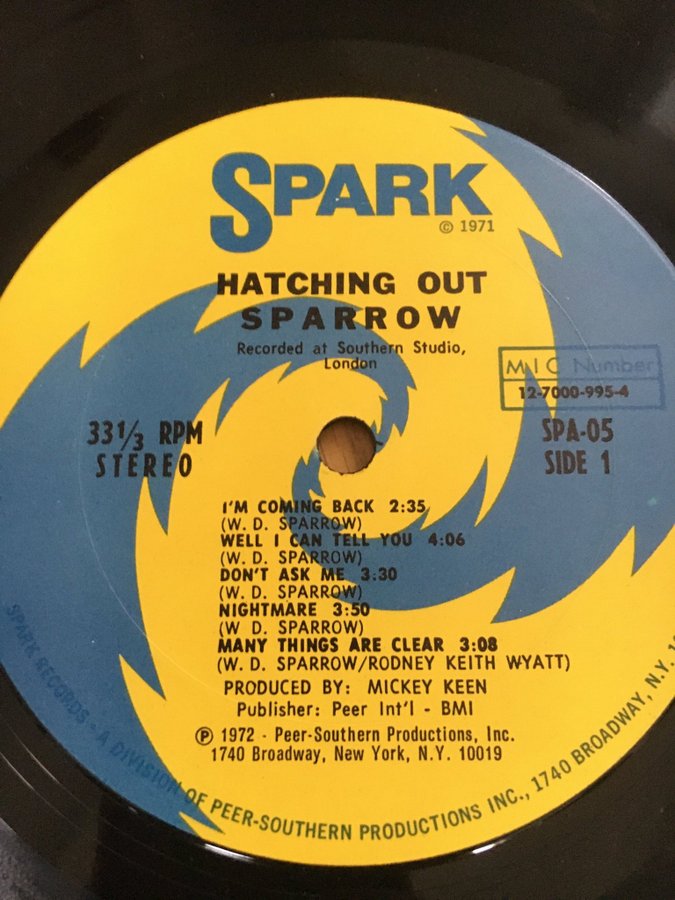 SPARK
© 1971
HATCHING OUT
SPARROW
Recorded at Southern Studio,
London
MIC Number
12-7000-995-4
33 1/3 RPM
STEREO
SPA-05
SIDE 1
I'M COMING BACK 2:35
(W. D. SPARROW)
WELL I CAN TELL YOU 4:06
(W. D. SPARROW)
DON'T ASK ME 3:30
(W. D. SPARROW)
NIGHTMARE 3:50
(W D. SPARROW)
MANY THINGS ARE CLEAR 3:08
(W. D. SPARROW/RODNEY KEITH WYATT)
PRODUCED BY: MICKEY KEEN
Publisher: Peer Int'l - BMI
℗ 1972 - Peer-Southern Productions, Inc.
1740 Broadway, New York, N.Y. 10019
SPARK RECORDS - A DIVISION OF PEER-SOUTHERN PRODUCTIONS INC., 1740 BROADWAY, N.Y.